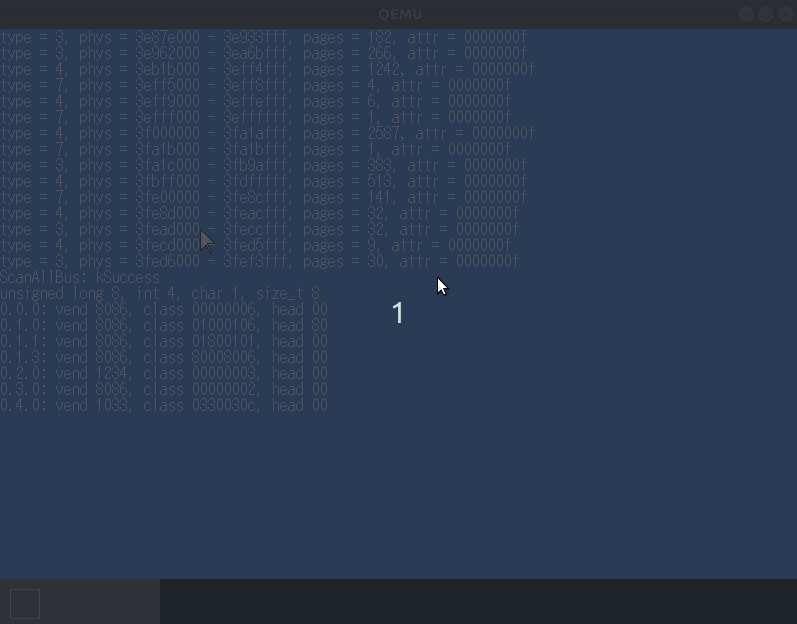 QEMU
type = 3, phys = 3e87e000 - 3e933fff, pages = 182, attr = 0000000f
type = 3, phys = 3e962000 - 3ea6bfff, pages = 266, attr = 0000000f
type = 4, phys = 3eb1b000 - 3eff4fff, pages = 1242, attr = 0000000f
type = 7, phys = 3eff5000 - 3eff8fff, pages = 4, attr = 0000000f
type = 4, phys = 3eff9000 - 3effefff, pages = 6, attr = 0000000f
type = 7, phys = 3efff000 - 3effffff, pages = 1, attr = 0000000f
type = 4, phys = 3f000000 - 3fa1afff, pages = 2587, attr = 0000000f
type = 7, phys = 3fa1b000 - 3fa1bfff, pages = 1, attr = 0000000f
type = 3, phys = 3fa1c000 - 3fb9afff, pages = 383, attr = 0000000f
type = 4, phys = 3fbff000 - 3fdfffff, pages = 513, attr = 0000000f
type = 7, phys = 3fe00000 - 3fe8cfff, pages = 141, attr = 0000000f
type = 4, phys = 3fe8d000 - 3feacfff, pages = 32, attr = 0000000f
type = 3, phys = 3fead000 - 3feccfff, pages = 32, attr = 0000000f
type = 4, phys = 3fecd000 - 3fed5fff, pages = 9, attr = 0000000f
type = 3, phys = 3fed6000 - 3fef3fff, pages = 30, attr = 0000000f
ScanAllBus: kSuccess
unsigned long 8, int 4, char 1, size_t 8
0.0.0: vend 8086, class 00000006, head 00
0.1.0: vend 8086, class 01000106, head 80
0.1.1: vend 8086, class 01800101, head 00
0.1.3: vend 8086, class 80008006, head 00
0.2.0: vend 1234, class 00000003, head 00
0.3.0: vend 8086, class 00000002, head 00
0.4.0: vend 1033, class 0330030c, head 00
1